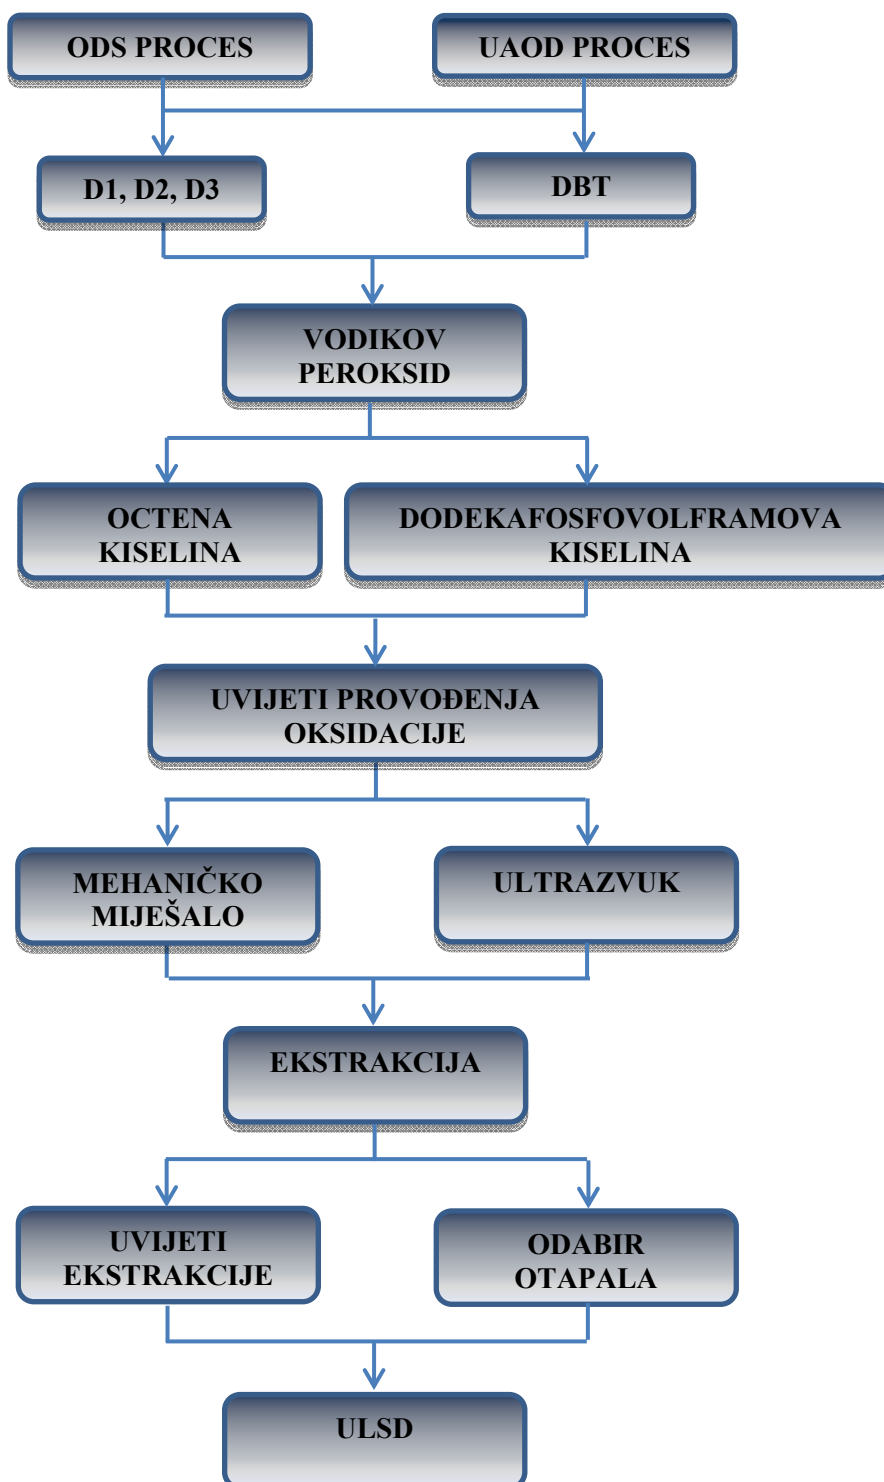 ODS PROCES
UAOD PROCES
D1, D2, D3
DBT
VODIKOV
PEROKSID
OCTENA
KISELINA
DODEKAFOSFOVOLFRAMOVA
KISELINA
UVIJETI PROVOĐENJA
OKSIDACIJE
MEHANIČKO
MIJEŠALO
ULTRAZVUK
EKSTRAKCIJA
UVIJETI
EKSTRAKCIJE
ODABIR
OTAPALA
ULSD